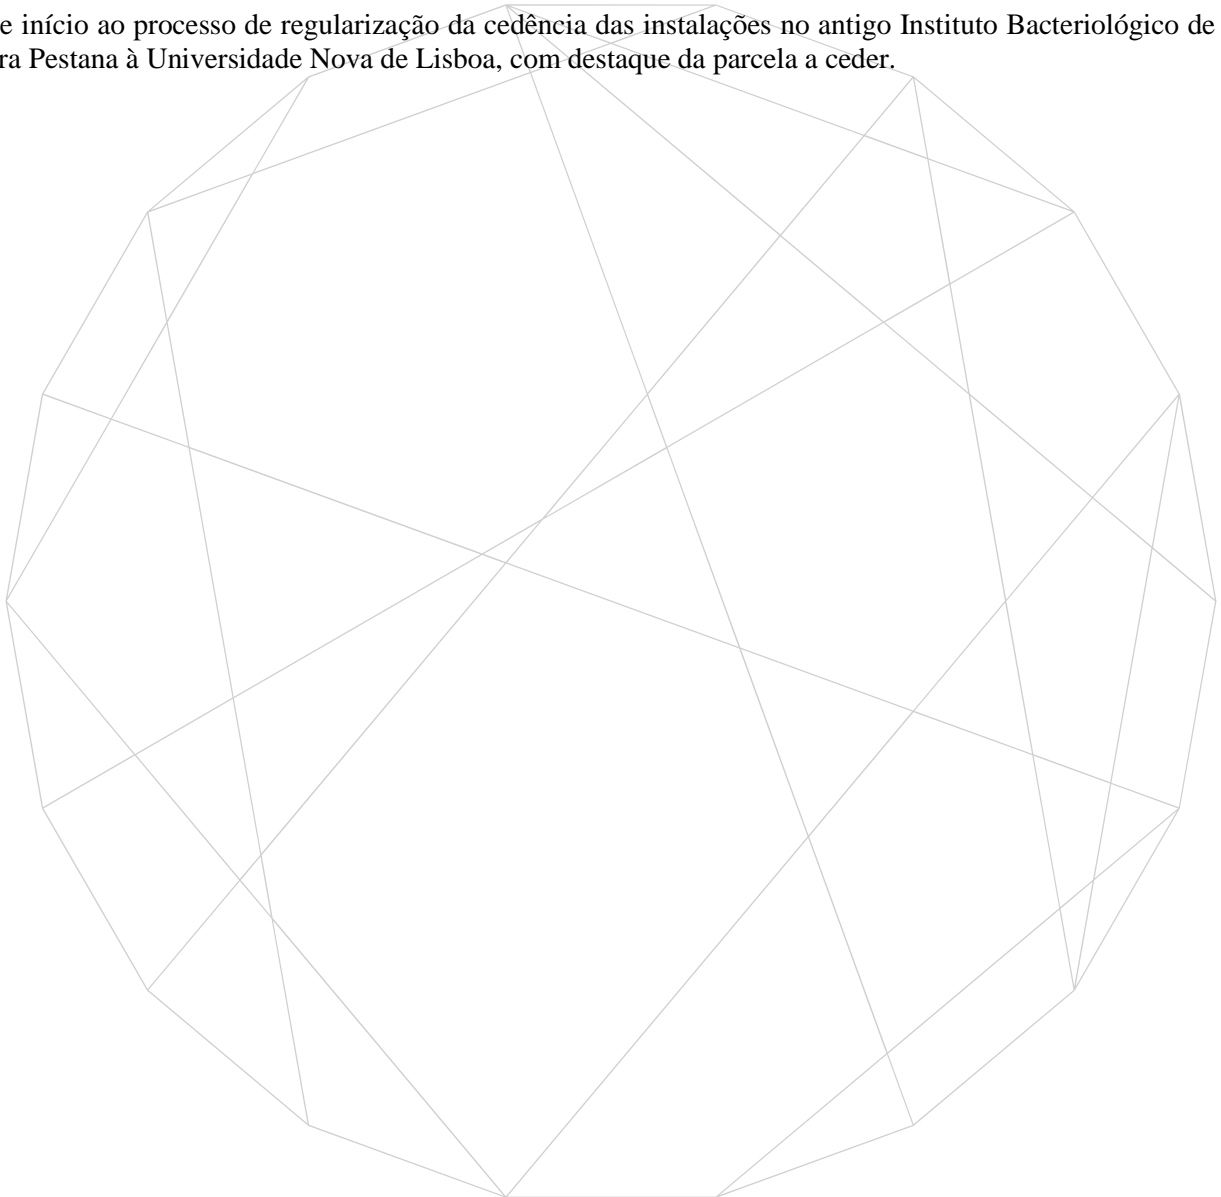 e início ao processo de regularização da cedência das instalações no antigo Instituto Bacteriológico de
ra Pestana à Universidade Nova de Lisboa, com destaque da parcela a ceder.